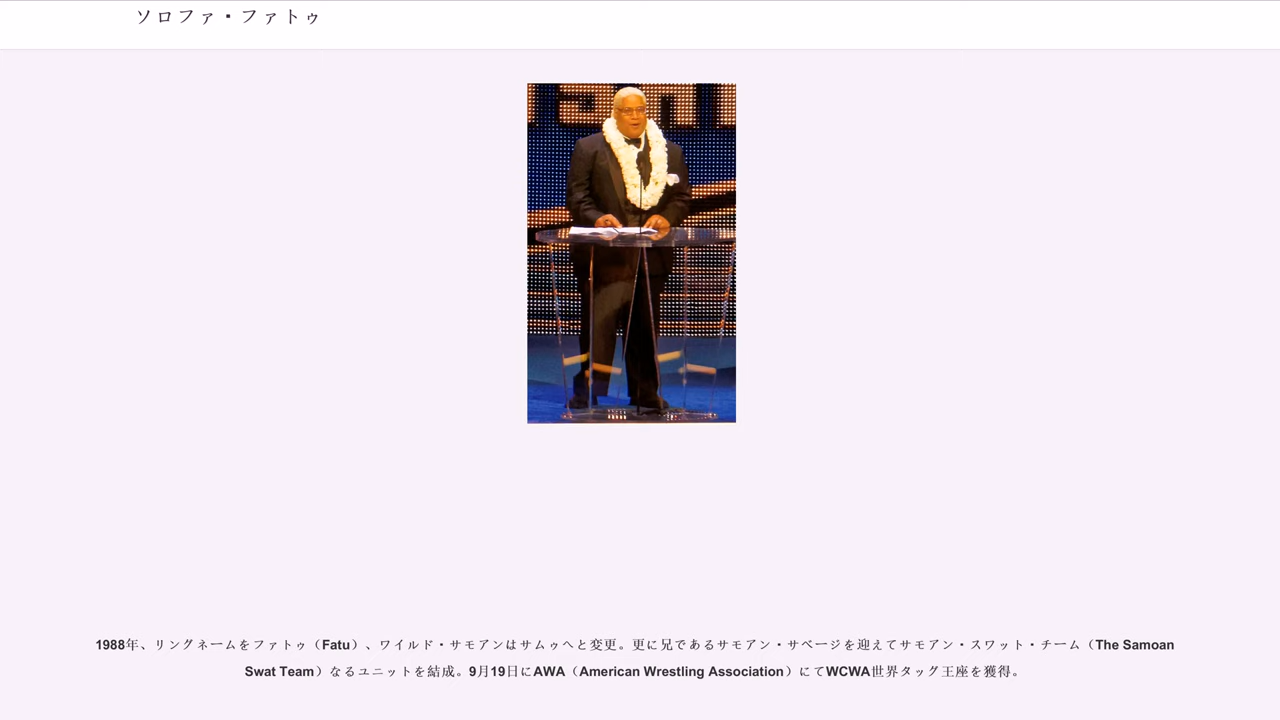 ソロファ・ファトゥ
1988年、リングネームをファトゥ（Fatu）、ワイルド・サモアンはサムゥへと変更。更に兄であるサモアン・サベージを迎えてサモアン・スワット・チーム（The Samoan
Swat Team）なるユニットを結成。9月19日にAWA（American Wrestling Association）にてWCWA世界タッグ王座を獲得。